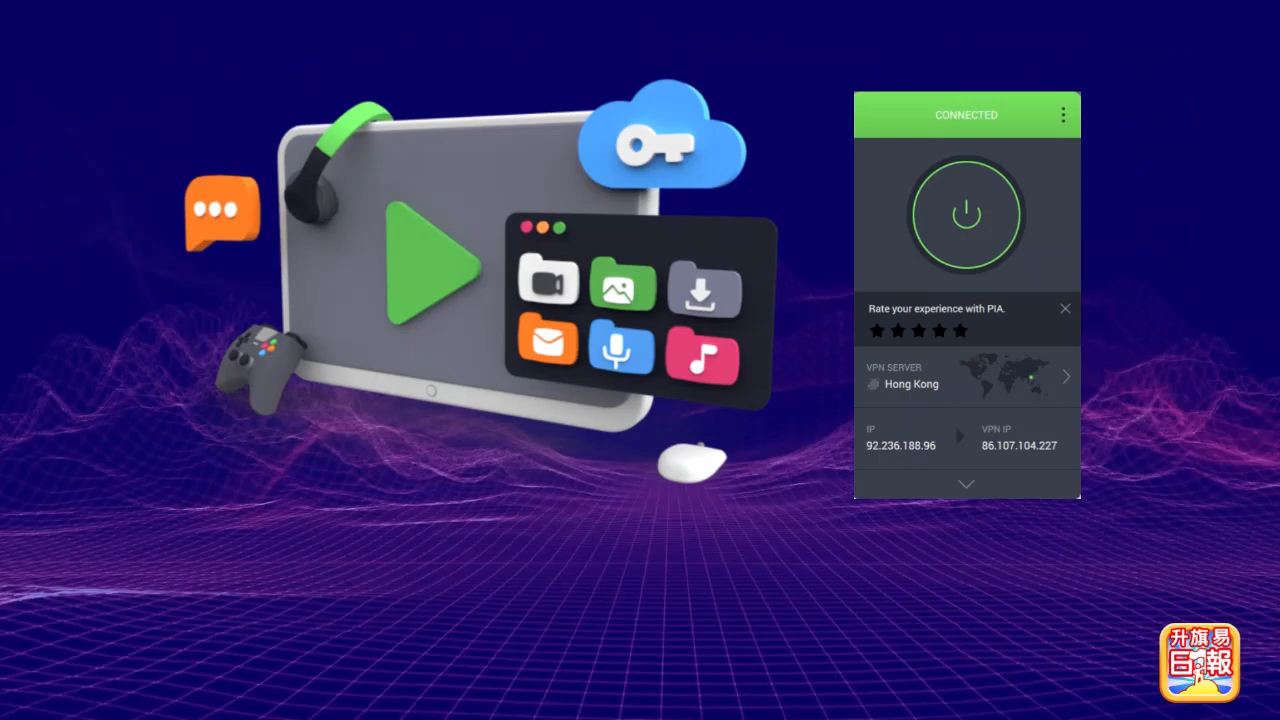 CONNECTED
Rate your experience with PIA.
VPN SERVER
Hong Kong
IP
VPN IP
92.236.188.96
86.107.104.227
升旗易
日報